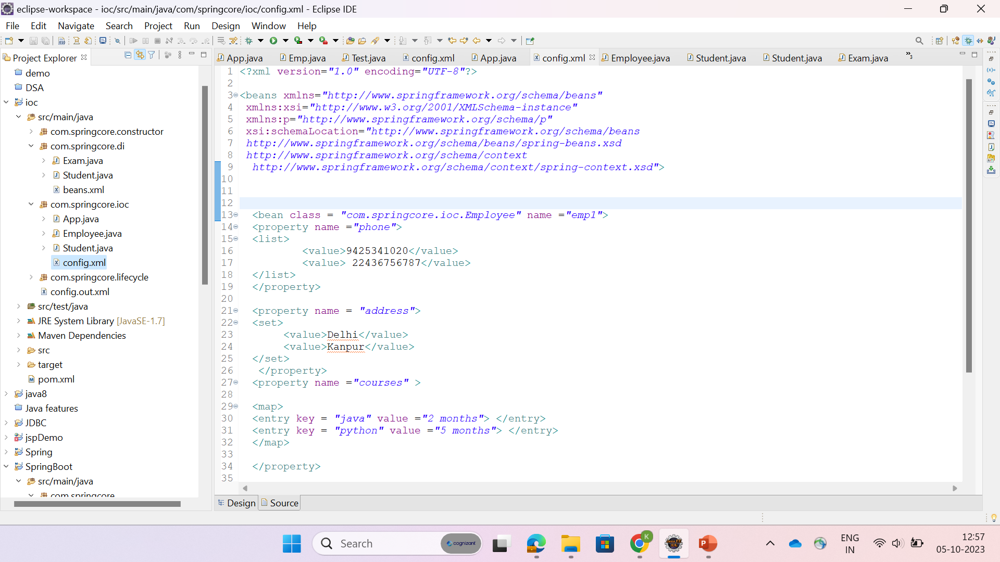 eclipse-workspace - ioc/src/main/java/com/springcore/ioc/config.xml - Eclipse IDE
File Edit Navigate Search Project Run Design Window Help
Project Explorer
demo
DSA
ioc
src/main/java
com.springcore.constructor
com.springcore.di
Exam.java
Student.java
beans.xml
com.springcore.ioc
App.java
Employee.java
Student.java
config.xml
com.springcore.lifecycle
config.out.xml
src/test/java
JRE System Library [JavaSE-1.7]
Maven Dependencies
src
target
pom.xml
java8
Java features
JDBC
jspDemo
Spring
SpringBoot
src/main/java
com.springcore
App.java Emp.java Test.java config.xml App.java config.xml Employee.java Student.java Student.java Exam.java »3
1 <?xml version="1.0" encoding="UTF-8"?>
2
3 <beans xmlns="http://www.springframework.org/schema/beans"
4 xmlns:xsi="http://www.w3.org/2001/XMLSchema-instance"
5 xmlns:p="http://www.springframework.org/schema/p"
6 xsi:schemaLocation="http://www.springframework.org/schema/beans
7 http://www.springframework.org/schema/beans/spring-beans.xsd
8 http://www.springframework.org/schema/context
9 http://www.springframework.org/schema/context/spring-context.xsd">
10
11
12
13 <bean class = "com.springcore.ioc.Employee" name ="emp1">
14 <property name ="phone">
15 <list>
16 <value>9425341020</value>
17 <value> 22436756787</value>
18 </list>
19 </property>
20
21 <property name = "address">
22 <set>
23 <value>Delhi</value>
24 <value>Kanpur</value>
25 </set>
26 </property>
27 <property name ="courses" >
28
29 <map>
30 <entry key = "java" value ="2 months"> </entry>
31 <entry key = "python" value ="5 months"> </entry>
32 </map>
33
34 </property>
35
Design Source
Search cognizant
K
Java EE IDE
P
ENG
IN
12:57
05-10-2023